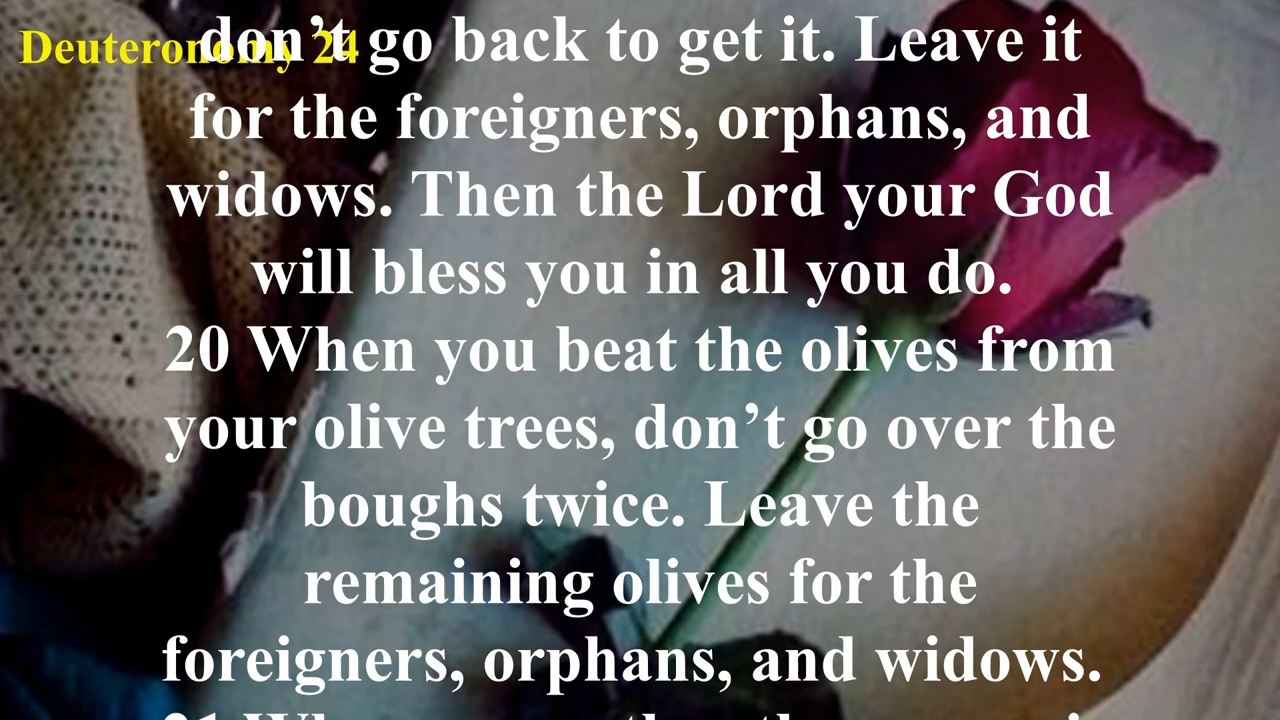 Deuteronomy 24
don’t go back to get it. Leave it
for the foreigners, orphans, and
widows. Then the Lord your God
will bless you in all you do.
20 When you beat the olives from
your olive trees, don’t go over the
boughs twice. Leave the
remaining olives for the
foreigners, orphans, and widows.